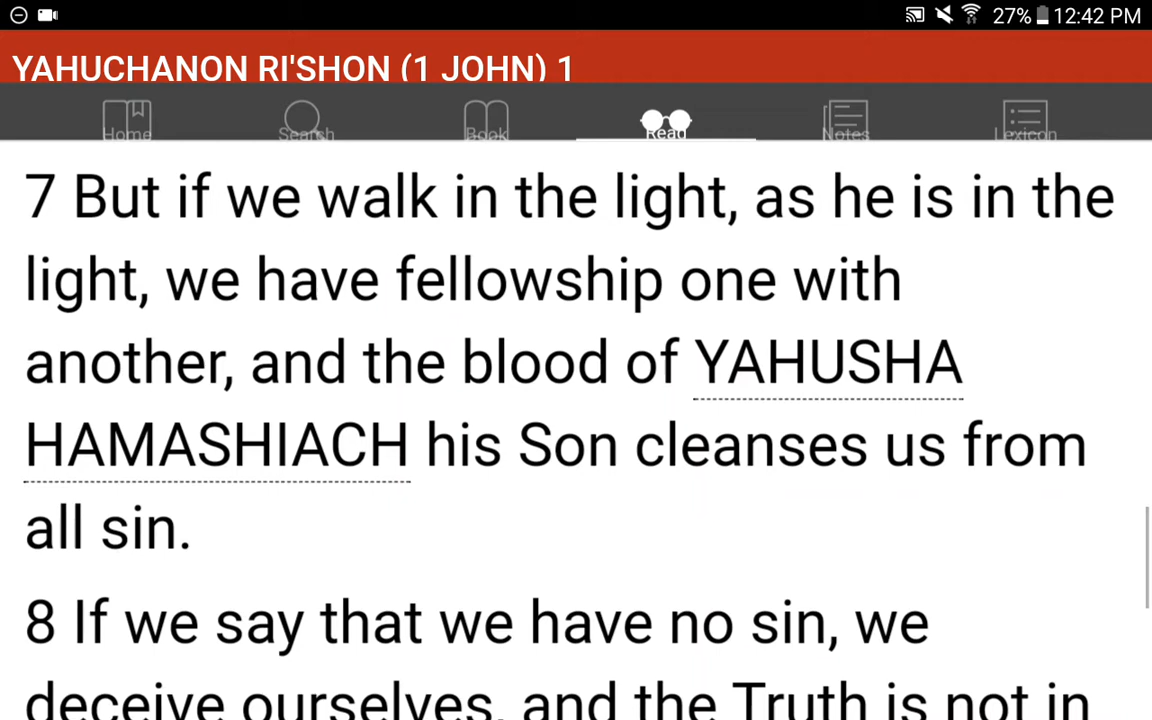 27% 12:42 PM
YAHUCHANON RI'SHON (1 JOHN) 1
Home Search Book Read Notes Lexicon
7 But if we walk in the light, as he is in the
light, we have fellowship one with
another, and the blood of YAHUSHA
HAMASHIACH his Son cleanses us from
all sin.
8 If we say that we have no sin, we
deceive ourselves, and the Truth is not in